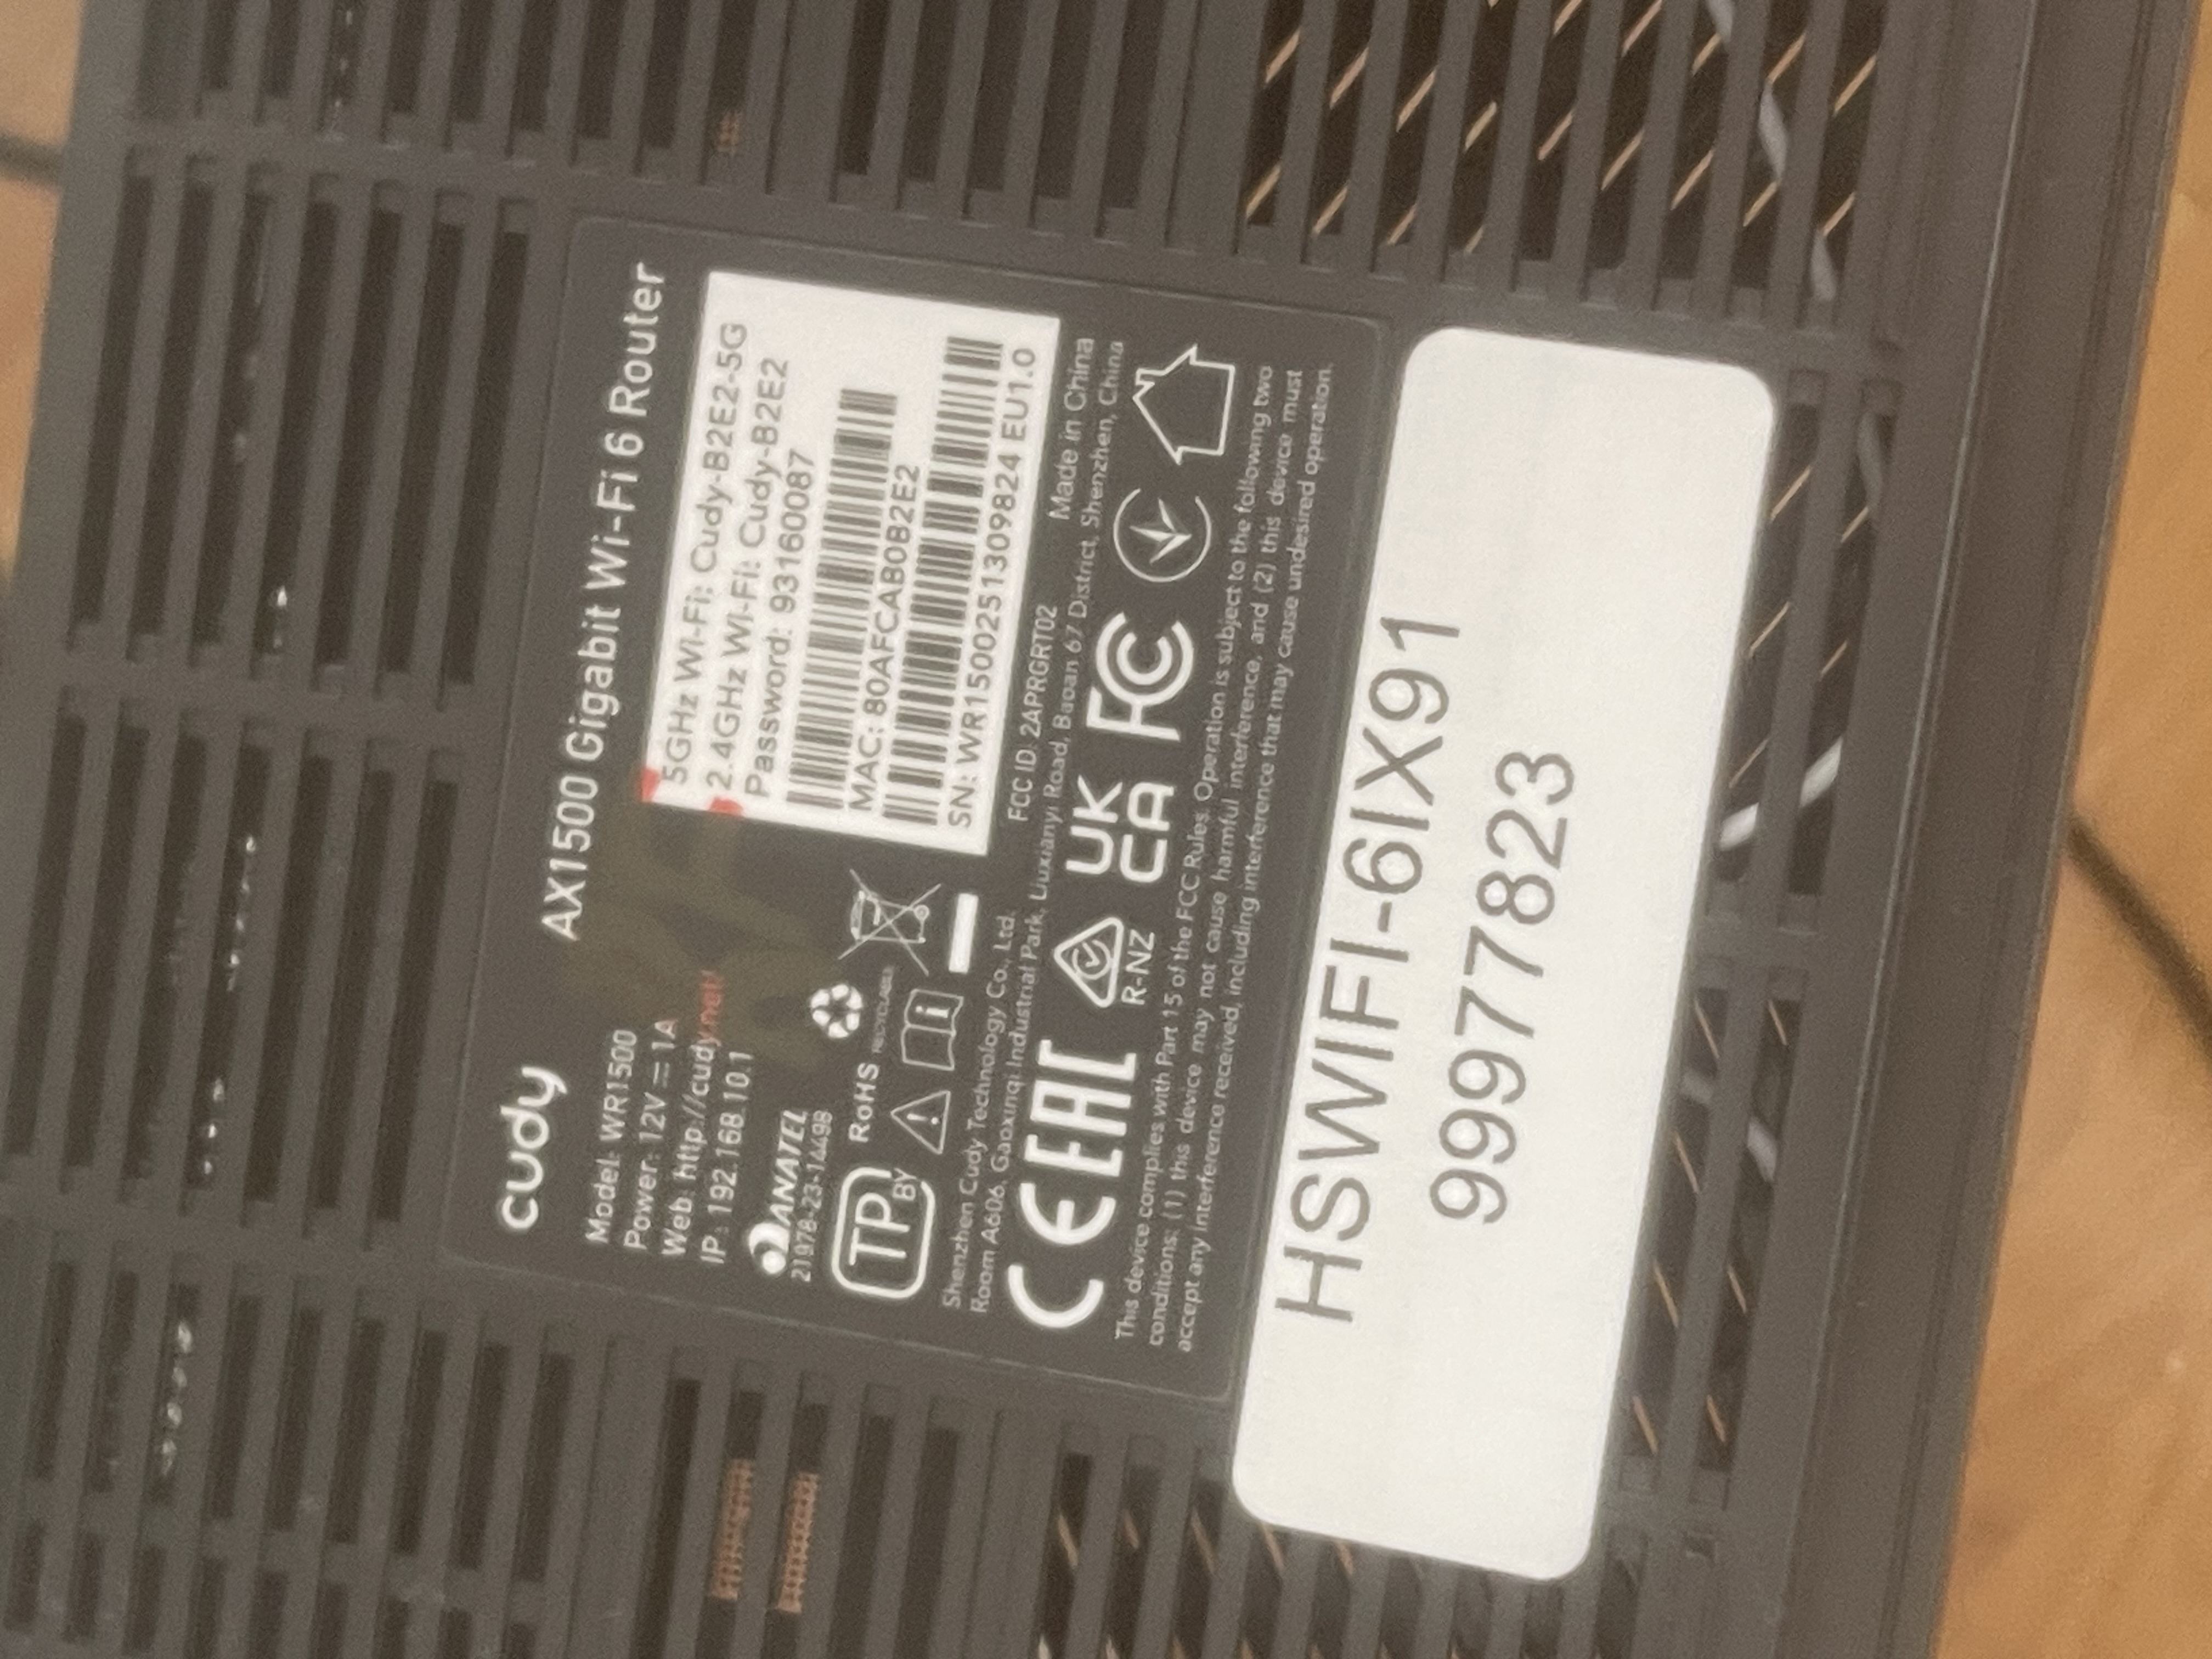 cudy
AX1500 Gigabit Wi-Fi 6 Router
Model: WR1500
Power: 12V ⎓ 1A
Web: http://cudy.net/
IP: 192.168.10.1
5GHz Wi-Fi: Cudy-B2E2-5G
2.4GHz Wi-Fi: Cudy-B2E2
Password: 93160087
MAC: 80AFCAB0B2E2
SN: WR1500251309824 EU1.0
ANATEL
21978-23-14498
RoHS
RECYCLABLE
TP
BY
FCC ID: 2APRGRT02
Made in China
Shenzhen Cudy Technology Co., Ltd.
Room A606, Gaoxinqi Industrial Park, Liuxianyi Road, Baoan 67 District, Shenzhen, China
CE EAC R-NZ UK CA FC
This device complies with Part 15 of the FCC Rules. Operation is subject to the following two
conditions: (1) this device may not cause harmful interference, and (2) this device must
accept any interference received, including interference that may cause undesired operation.
HSWIFI-6IX91
99977823